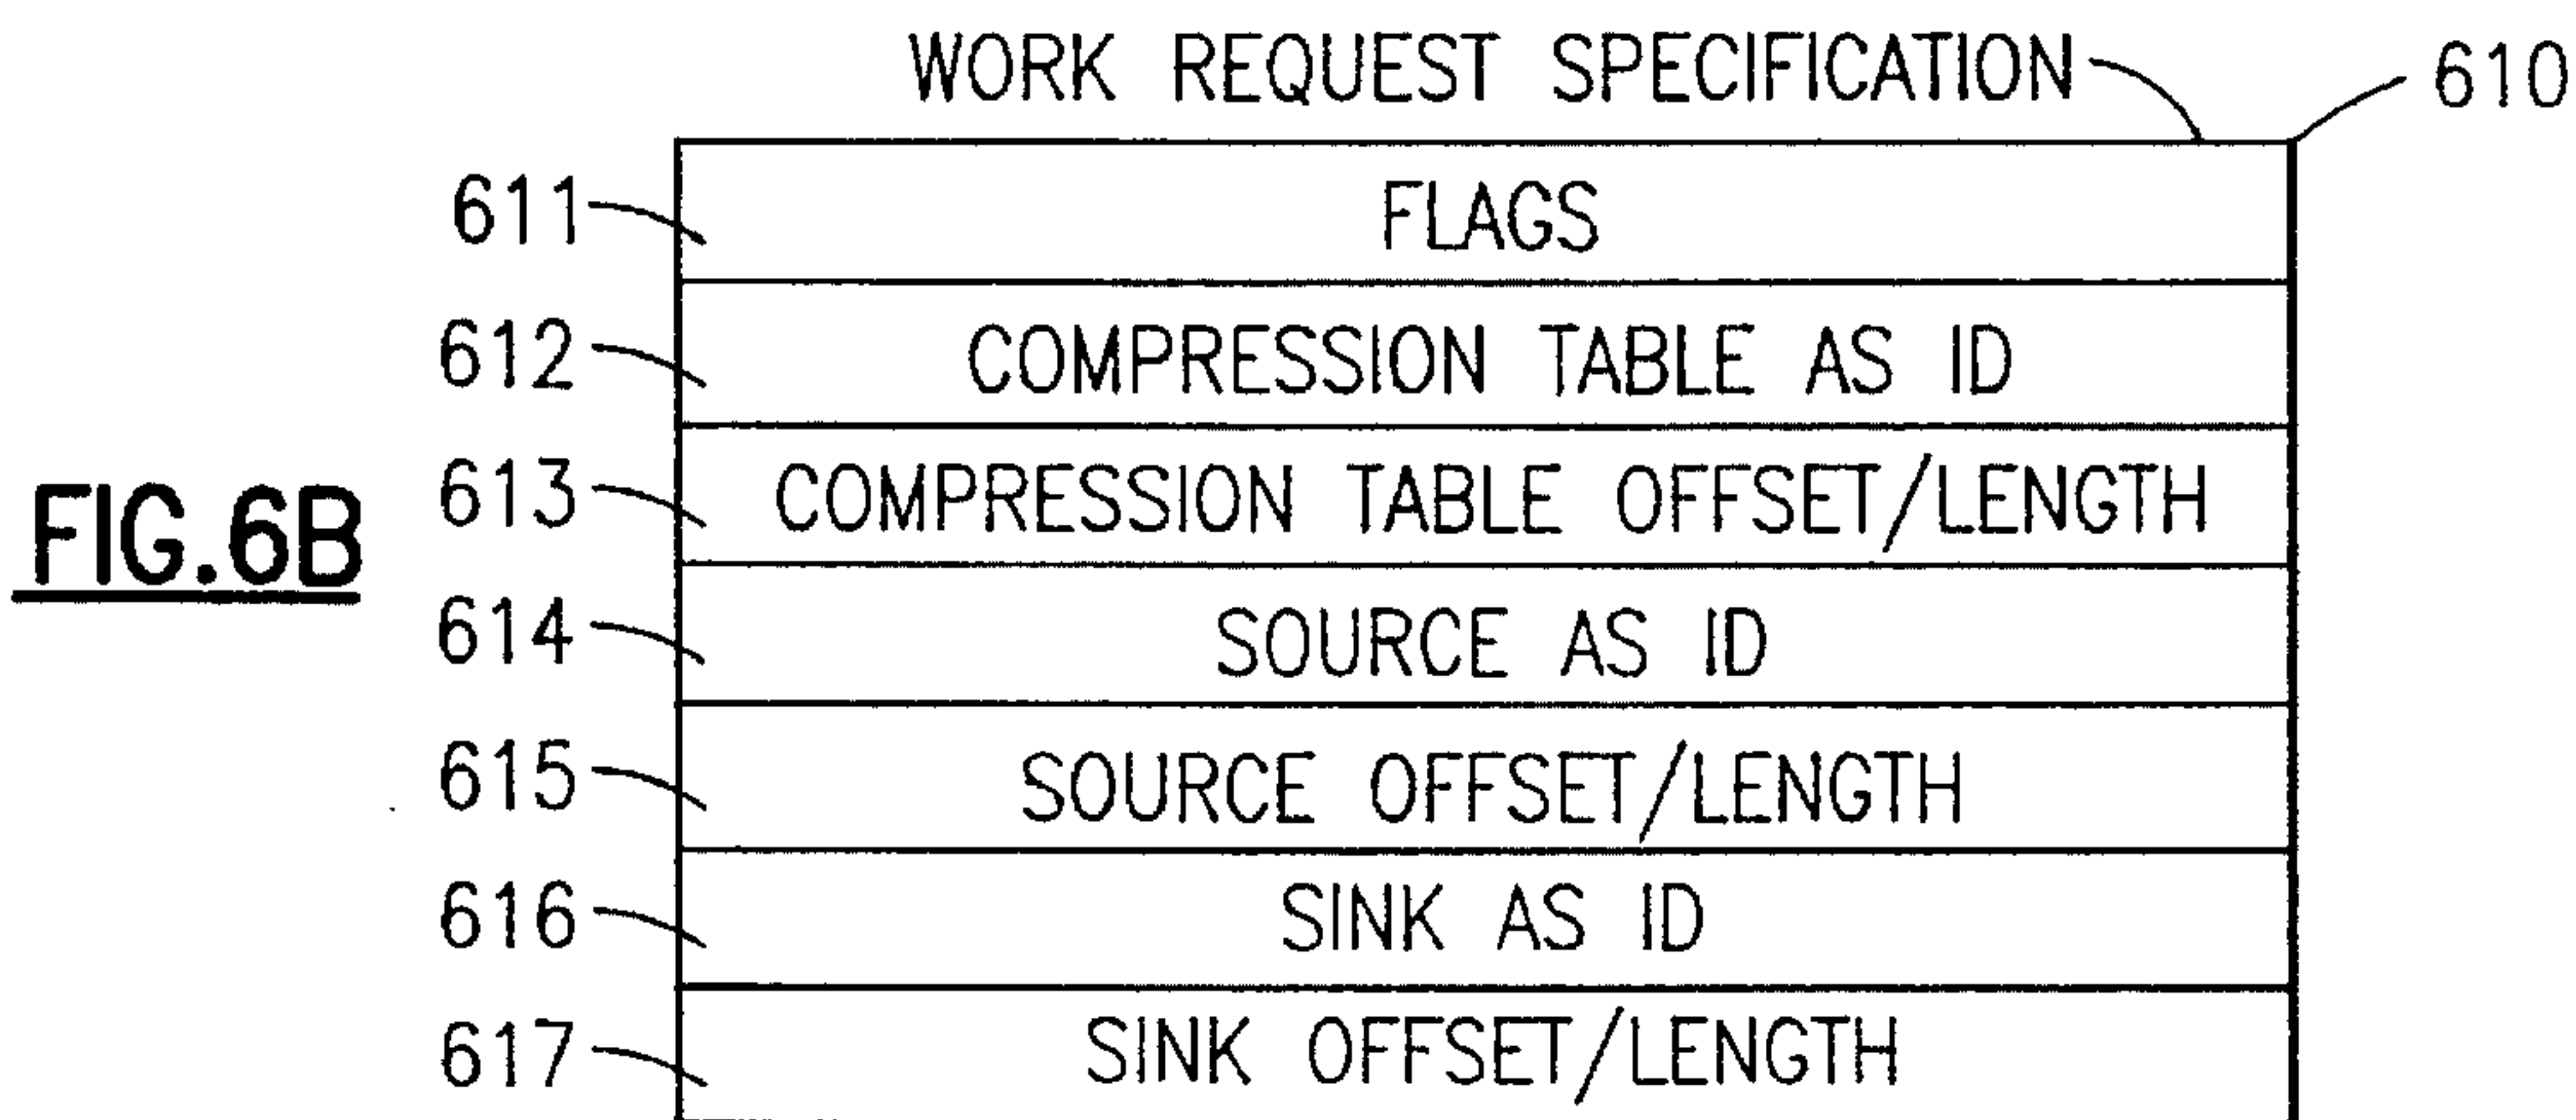 WORK REQUEST SPECIFICATION 610
611 FLAGS
612 COMPRESSION TABLE AS ID
613 COMPRESSION TABLE OFFSET/LENGTH
FIG.6B
614 SOURCE AS ID
615 SOURCE OFFSET/LENGTH
616 SINK AS ID
617 SINK OFFSET/LENGTH